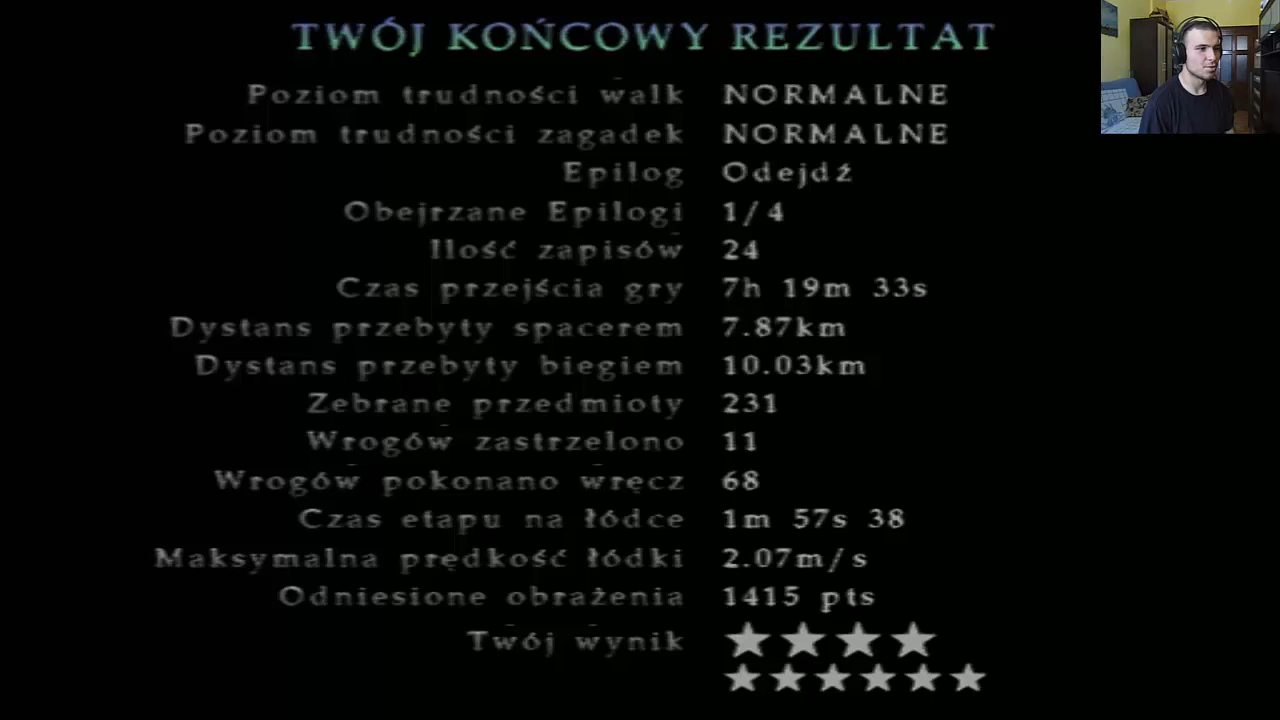 TWÓJ KOŃCOWY REZULTAT
Poziom trudności walk NORMALNE
Poziom trudności zagadek NORMALNE
Epilog Odejdź
Obejrzane Epilogi 1/4
Ilość zapisów 24
Czas przejścia gry 7h 19m 33s
Dystans przebyty spacerem 7.87km
Dystans przebyty biegiem 10.03km
Zebrane przedmioty 231
Wrogów zastrzelono 11
Wrogów pokonano wręcz 68
Czas etapu na łódce 1m 57s 38
Maksymalna prędkość łódki 2.07m/s
Odniesione obrażenia 1415 pts
Twój wynik